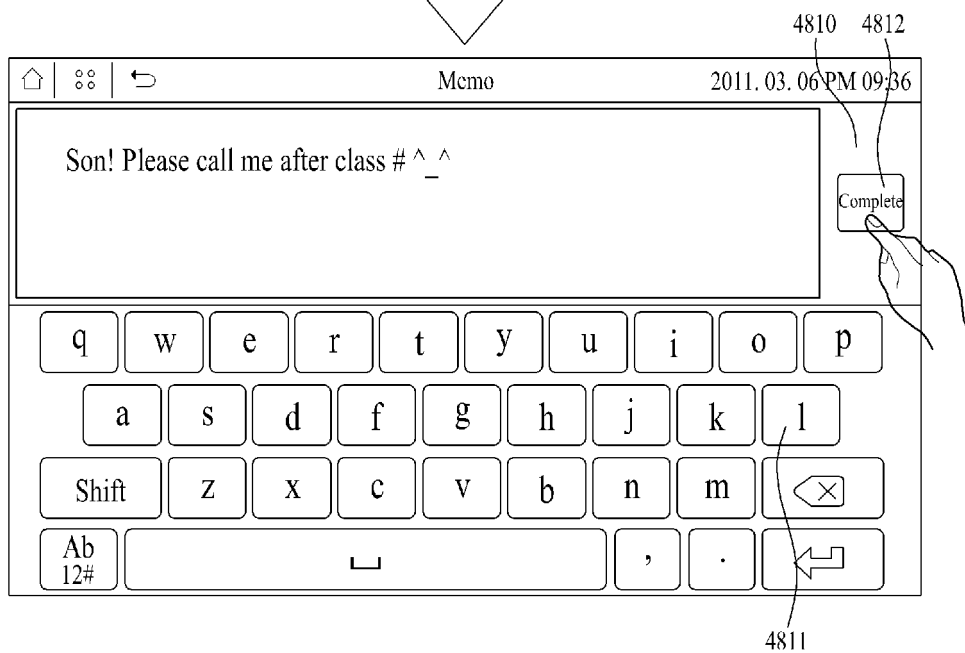 4810 4812
Memo 2011. 03. 06 PM 09:36
Son! Please call me after class # ^_^
Complete
q w e r t y u i o p
a s d f g h j k l
Shift z x c v b n m
Ab
12# , .
4811